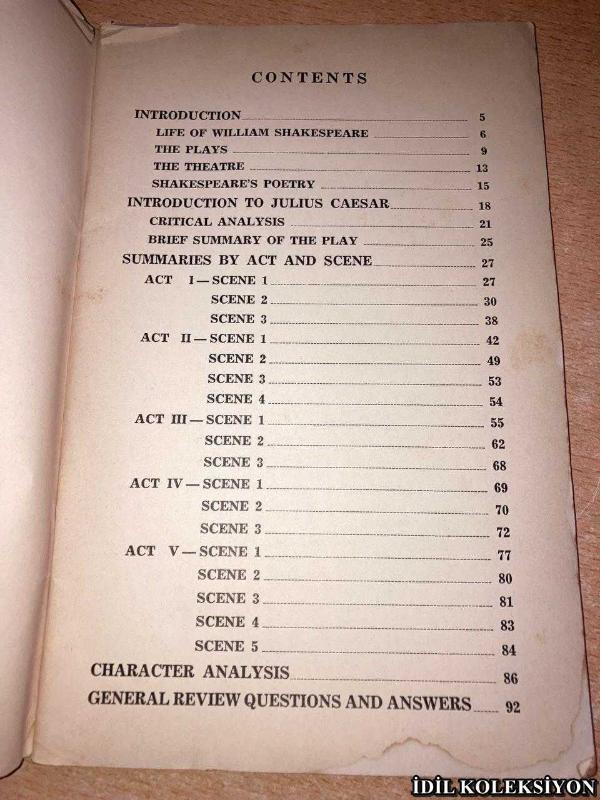 CONTENTS
INTRODUCTION 5
LIFE OF WILLIAM SHAKESPEARE 6
THE PLAYS 9
THE THEATRE 13
SHAKESPEARE'S POETRY 15
INTRODUCTION TO JULIUS CAESAR 18
CRITICAL ANALYSIS 21
BRIEF SUMMARY OF THE PLAY 25
SUMMARIES BY ACT AND SCENE 27
ACT I — SCENE 1 27
SCENE 2 30
SCENE 3 38
ACT II — SCENE 1 42
SCENE 2 49
SCENE 3 53
SCENE 4 54
ACT III — SCENE 1 55
SCENE 2 62
SCENE 3 68
ACT IV — SCENE 1 69
SCENE 2 70
SCENE 3 72
ACT V — SCENE 1 77
SCENE 2 80
SCENE 3 81
SCENE 4 83
SCENE 5 84
CHARACTER ANALYSIS 86
GENERAL REVIEW QUESTIONS AND ANSWERS 92
İDİL KOLEKSİYON